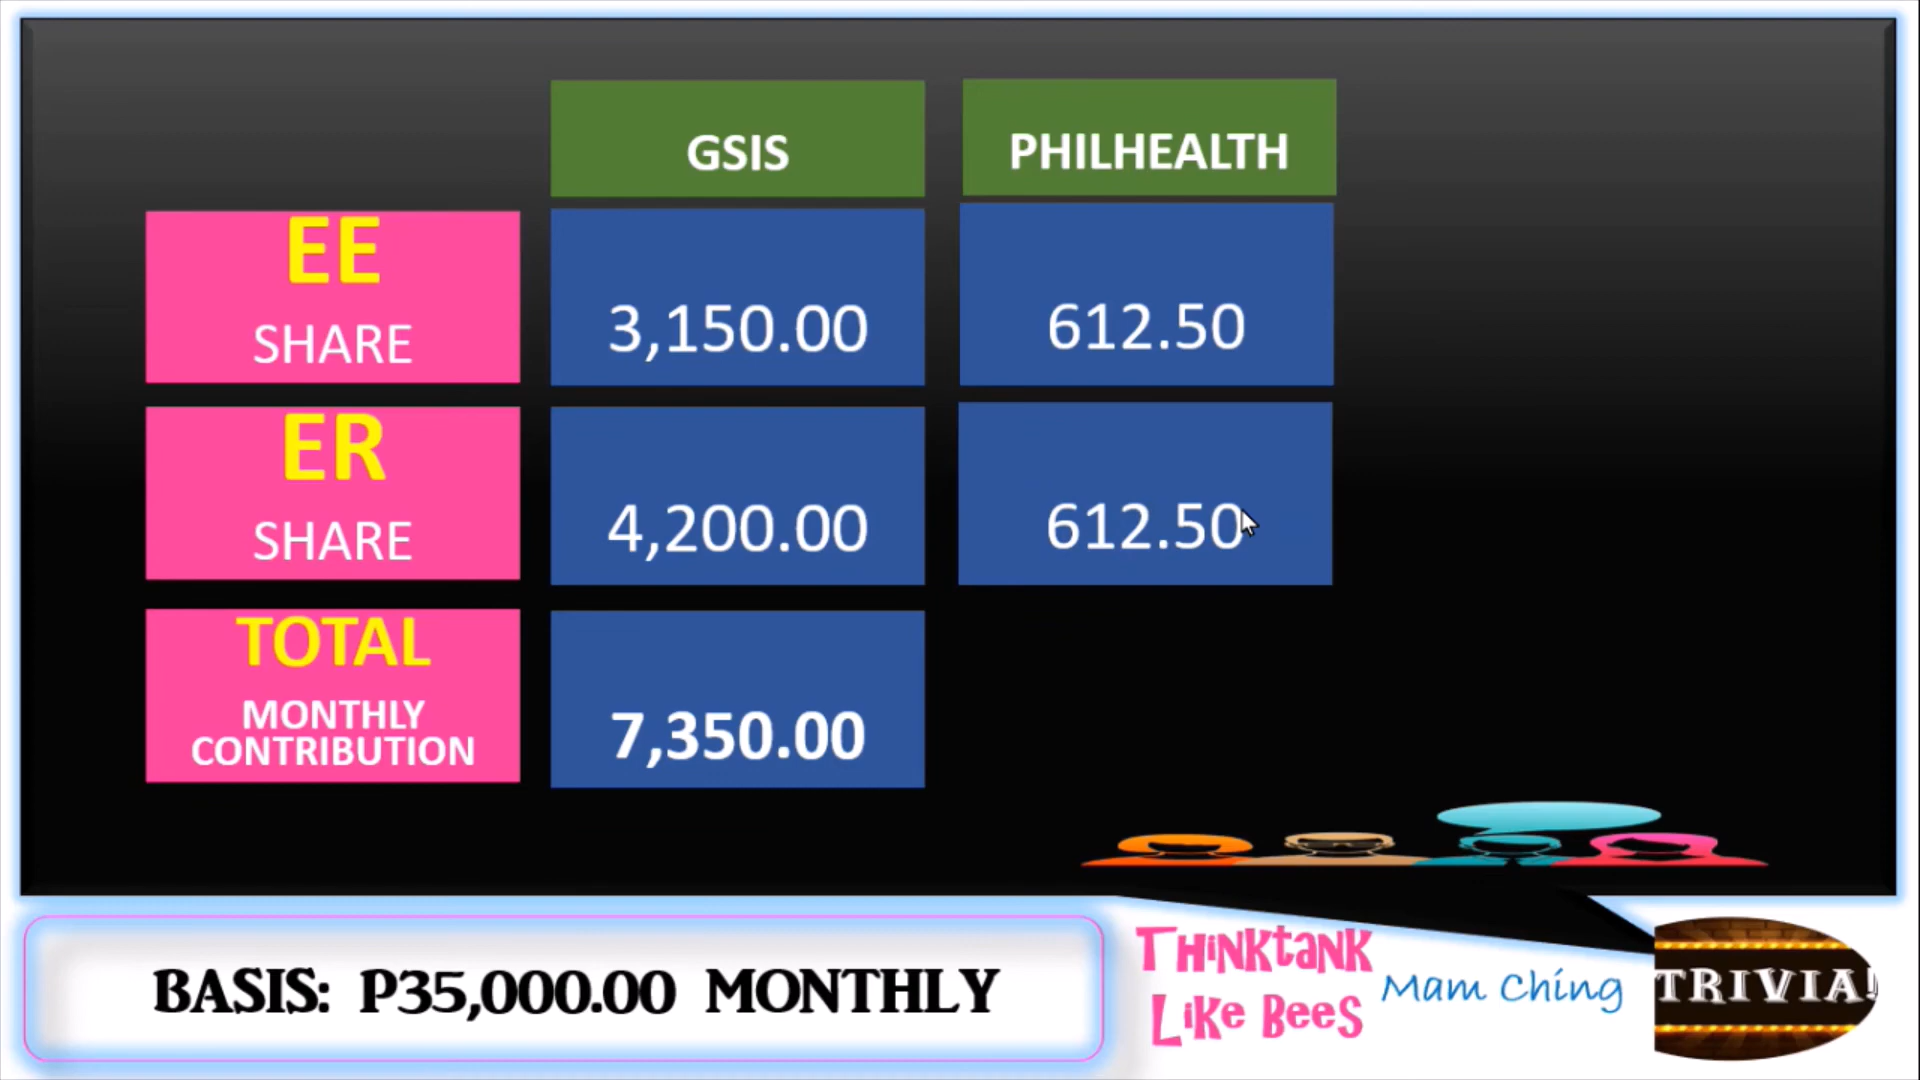 GSIS
PHILHEALTH
EE
SHARE
3,150.00
612.50
ER
SHARE
4,200.00
612.50
TOTAL
MONTHLY
CONTRIBUTION
7,350.00
BASIS: P35,000.00 MONTHLY
THiNKtaNK
LiKe BeeS
Mam Ching
TRIVIA!